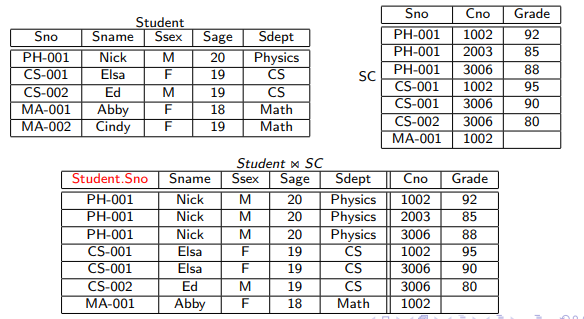 Student
Sno Sname Ssex Sage Sdept
PH-001 Nick M 20 Physics
CS-001 Elsa F 19 CS
CS-002 Ed M 19 CS
MA-001 Abby F 18 Math
MA-002 Cindy F 19 Math
SC
Sno Cno Grade
PH-001 1002 92
PH-001 2003 85
PH-001 3006 88
CS-001 1002 95
CS-001 3006 90
CS-002 3006 80
MA-001 1002
Student ⋈ SC
Student.Sno Sname Ssex Sage Sdept Cno Grade
PH-001 Nick M 20 Physics 1002 92
PH-001 Nick M 20 Physics 2003 85
PH-001 Nick M 20 Physics 3006 88
CS-001 Elsa F 19 CS 1002 95
CS-001 Elsa F 19 CS 3006 90
CS-002 Ed M 19 CS 3006 80
MA-001 Abby F 18 Math 1002